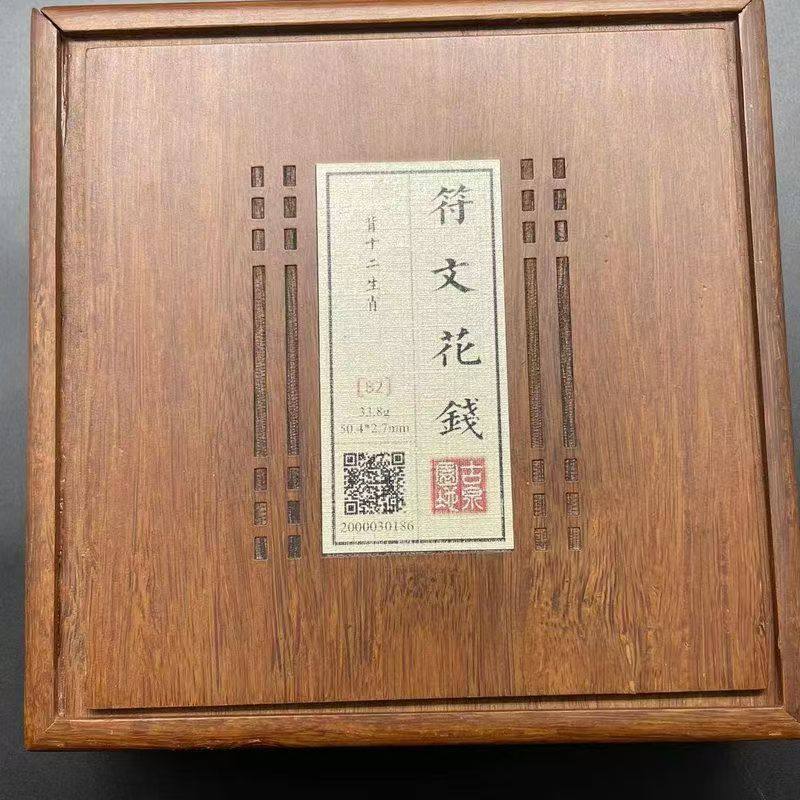 符文花錢
背十二生肖
[82]
33.8g
50.4*2.7mm
2000030186
古泉園地